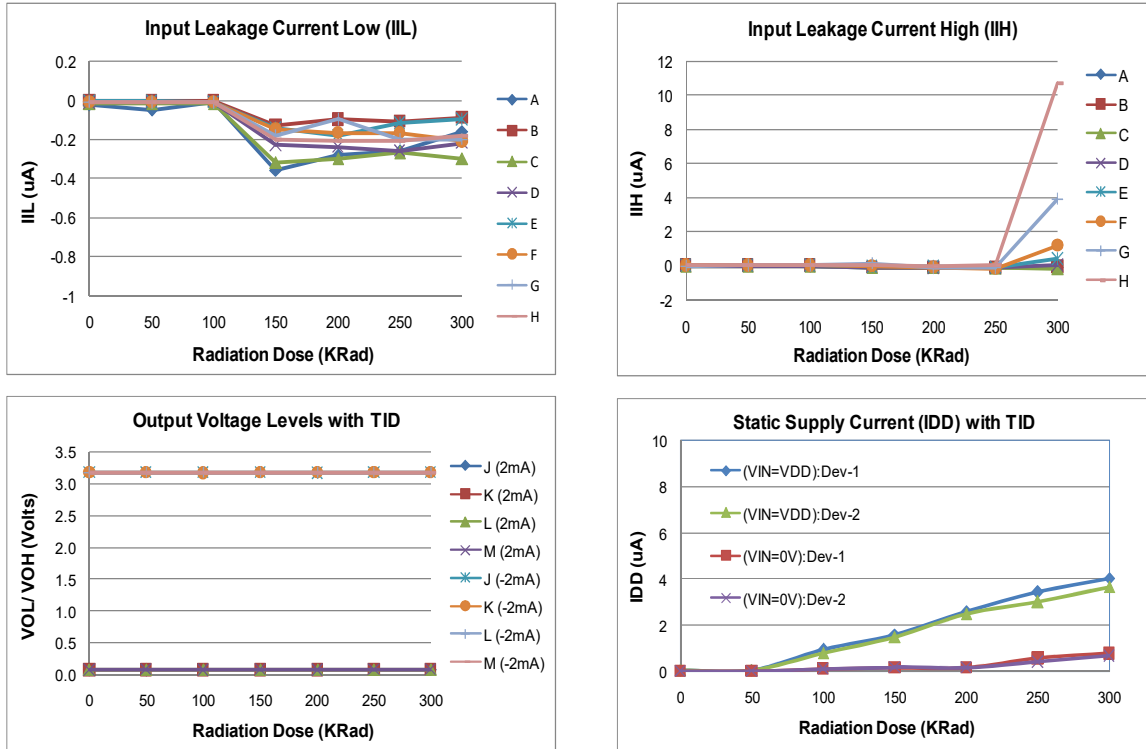 Input Leakage Current Low (IIL)
0.2
0
-0.2
-0.4
-0.6
-0.8
-1
IIL (uA)
0 50 100 150 200 250 300
Radiation Dose (KRad)
A
B
C
D
E
F
G
H
Input Leakage Current High (IIH)
12
10
8
6
4
2
0
-2
IIH (uA)
0 50 100 150 200 250 300
Radiation Dose (KRad)
A
B
C
D
E
F
G
H
Output Voltage Levels with TID
3.5
3.0
2.5
2.0
1.5
1.0
0.5
0.0
VOL/ VOH (Volts)
0 50 100 150 200 250 300
Radiation Dose (KRad)
J (2mA)
K (2mA)
L (2mA)
M (2mA)
J (-2mA)
K (-2mA)
L (-2mA)
M (-2mA)
Static Supply Current (IDD) with TID
10
8
6
4
2
0
IDD (uA)
(VIN=VDD):Dev-1
(VIN=VDD):Dev-2
(VIN=0V):Dev-1
(VIN=0V):Dev-2
0 50 100 150 200 250 300
Radiation Dose (KRad)